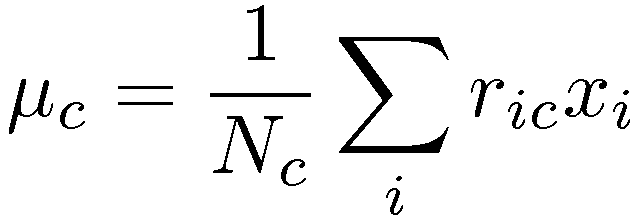 μ_c = \frac{1}{N_c} \sum_i r_{ic} x_i